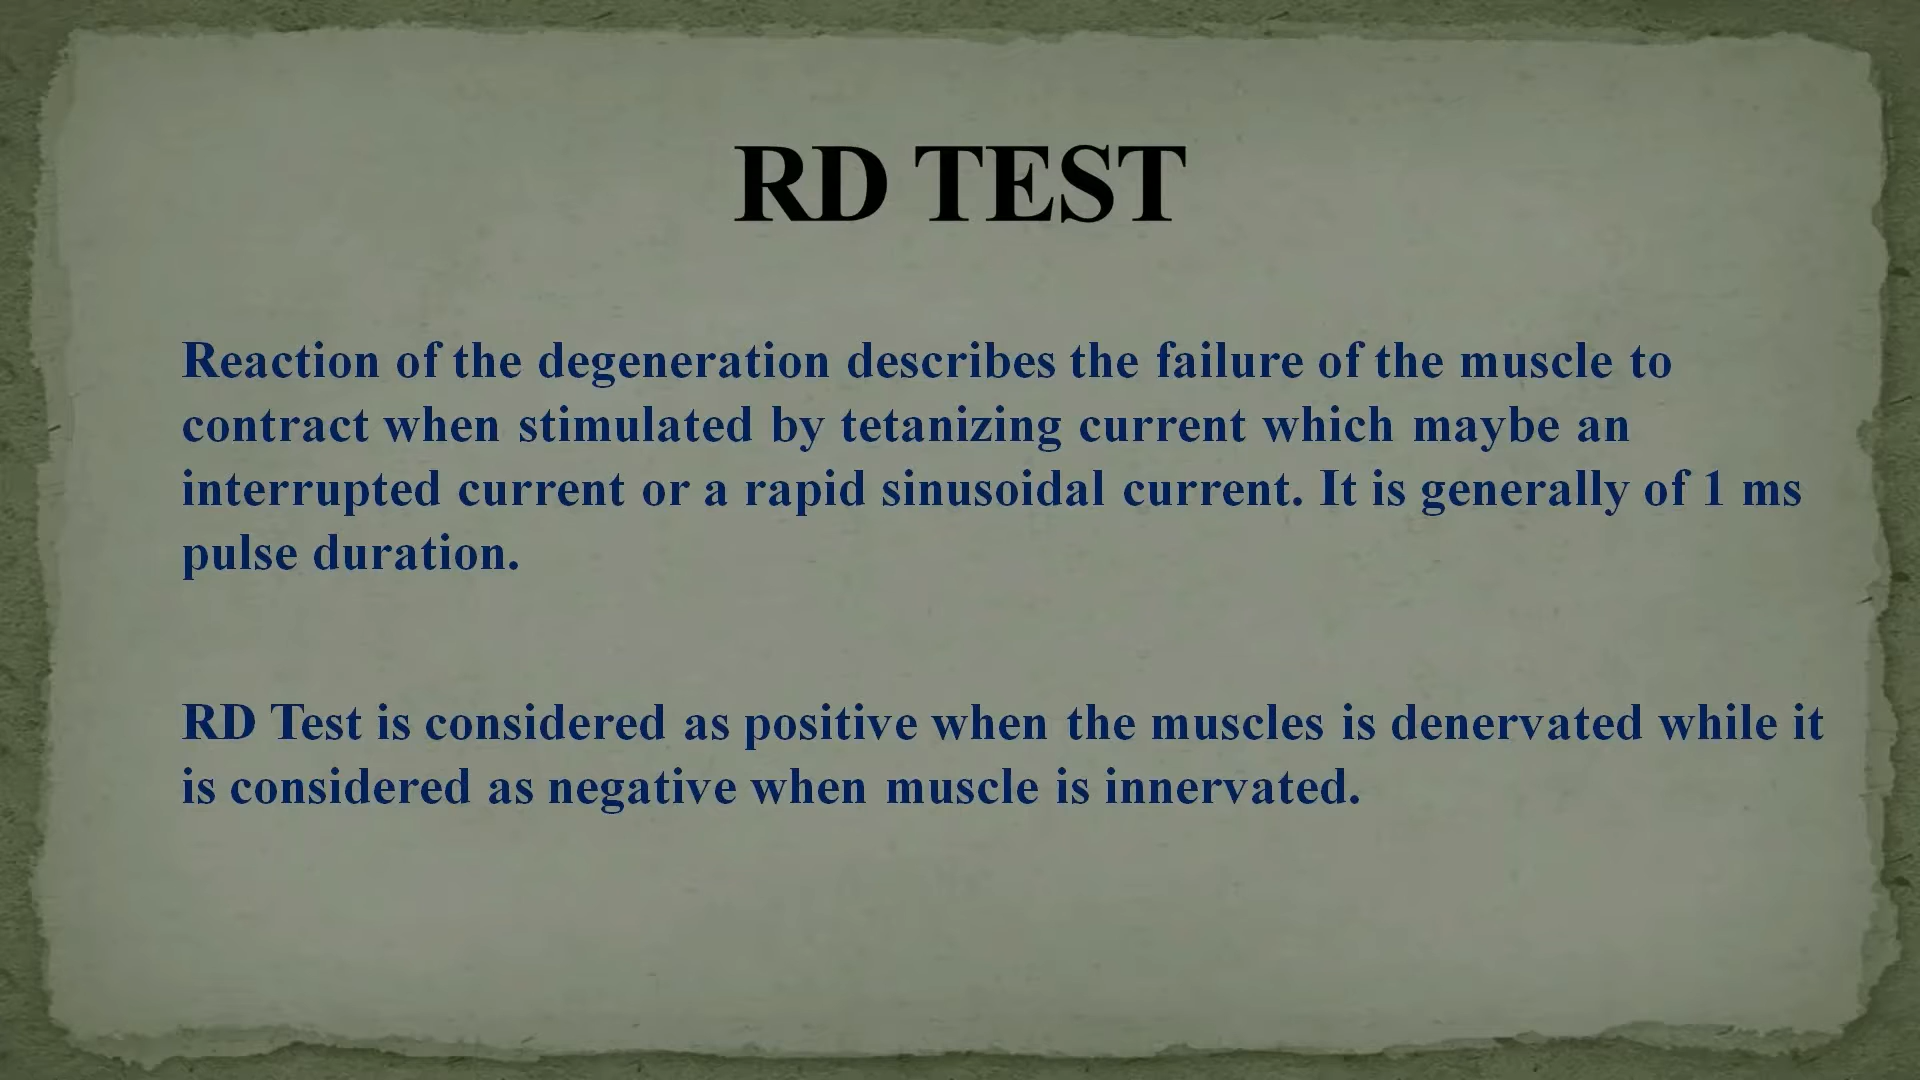 RD TEST
Reaction of the degeneration describes the failure of the muscle to
contract when stimulated by tetanizing current which maybe an
interrupted current or a rapid sinusoidal current. It is generally of 1 ms
pulse duration.
RD Test is considered as positive when the muscles is denervated while it
is considered as negative when muscle is innervated.